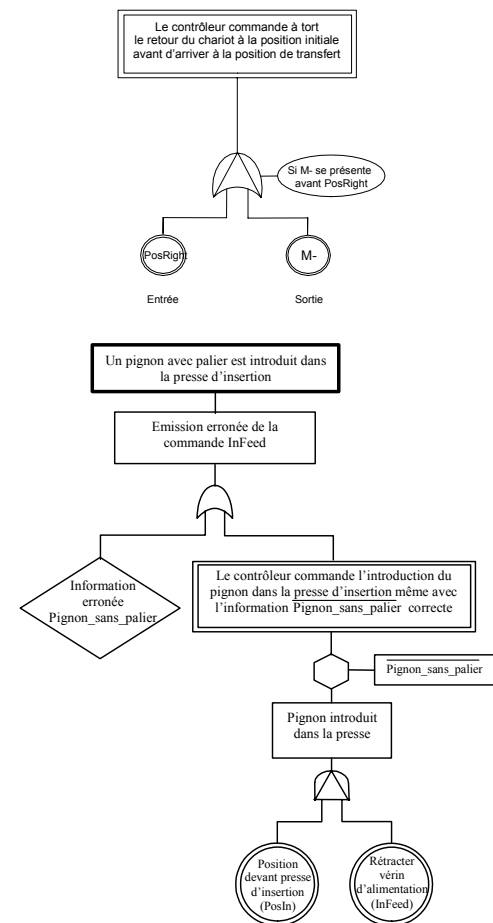 Le contrôleur commande à tort
le retour du chariot à la position initiale
avant d'arriver à la position de transfert
Si M- se présente
avant PosRight
PosRight
M-
Entrée
Sortie
Un pignon avec palier est introduit dans
la presse d’insertion
Emission erronée de la
commande InFeed
Information
erronée
Pignon_sans_palier
Le contrôleur commande l’introduction du
pignon dans la presse d’insertion même avec
l’information Pignon_sans_palier correcte
Pignon_sans_palier
Pignon introduit
dans la presse
Position
devant presse
d’insertion
(PosIn)
Rétracter
vérin
d’alimentation
(InFeed)